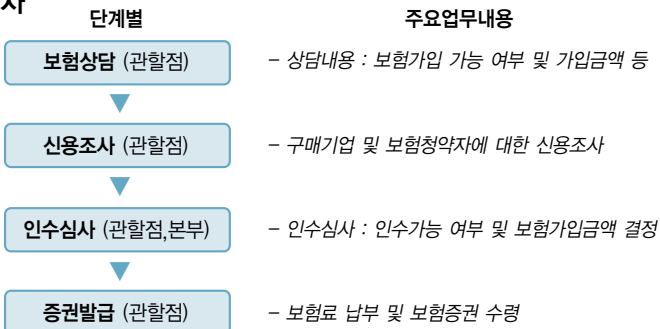 단계별 주요업무내용
보험상담 (관할점) – 상담내용 : 보험가입 가능 여부 및 가입금액 등
신용조사 (관할점) – 구매기업 및 보험청약자에 대한 신용조사
인수심사 (관할점,본부) – 인수심사 : 인수가능 여부 및 보험가입금액 결정
증권발급 (관할점) – 보험료 납부 및 보험증권 수령